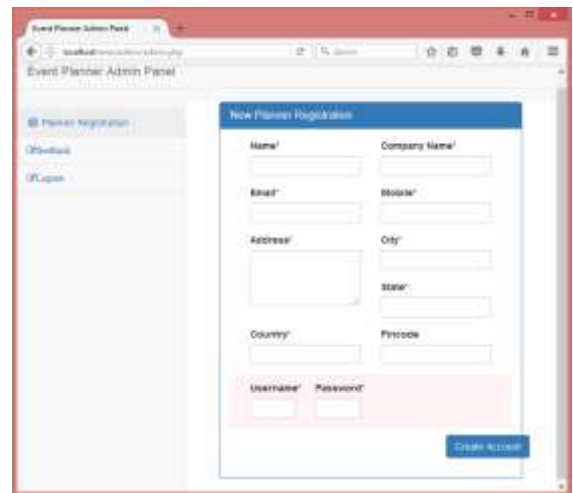 Event Planner Admin Panel
localhost
Event Planner Admin Panel
Planner Registration
Feedback
Logout
New Planner Registration
Name*
Company Name*
Email*
Mobile*
Address*
City*
State*
Country*
Pincode
Username*
Password*
Create Account